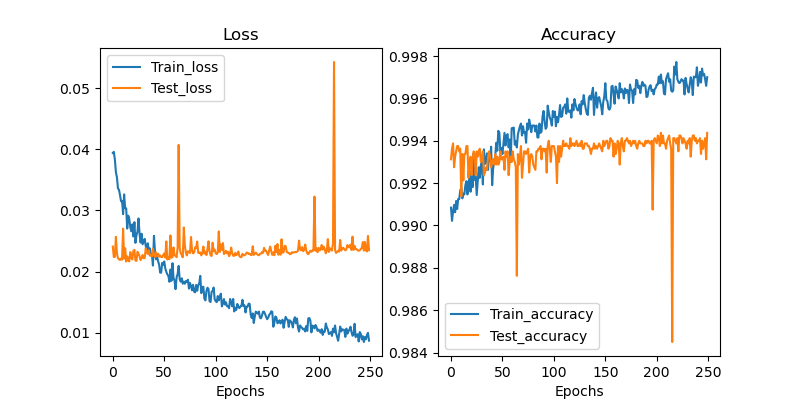 Loss
Train_loss
Test_loss
0.05
0.04
0.03
0.02
0.01
0 50 100 150 200 250
Epochs
Accuracy
0.998
0.996
0.994
0.992
0.990
0.988
0.986
0.984
Train_accuracy
Test_accuracy
0 50 100 150 200 250
Epochs